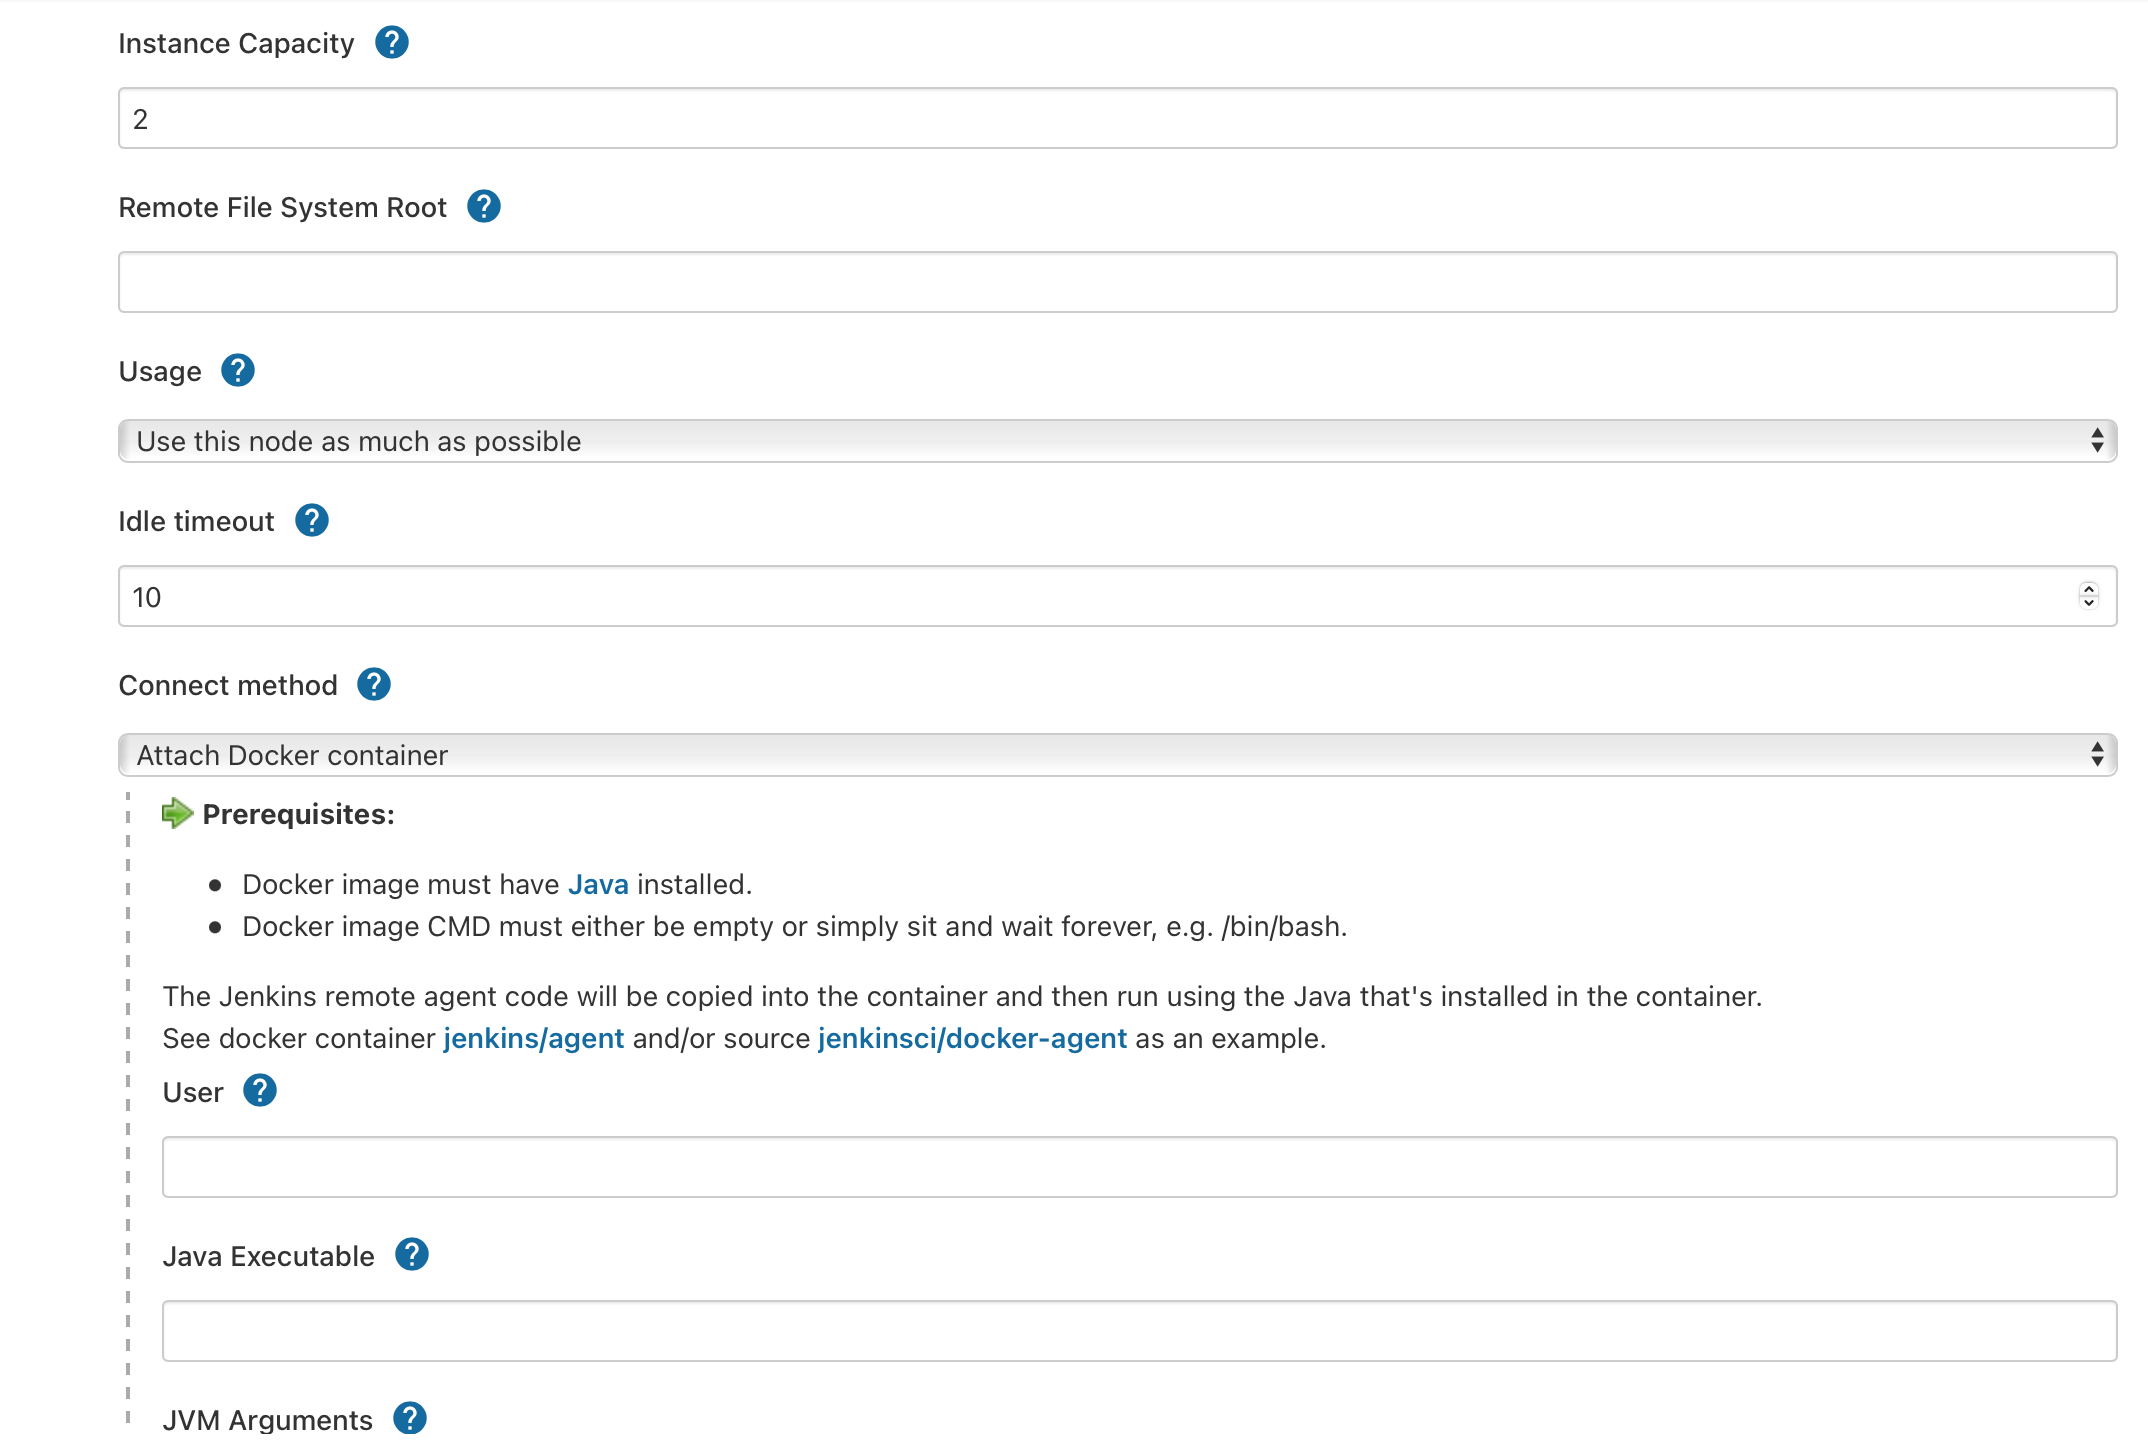 Instance Capacity ?
2
Remote File System Root ?
Usage ?
Use this node as much as possible
Idle timeout ?
10
Connect method ?
Attach Docker container
Prerequisites:
• Docker image must have Java installed.
• Docker image CMD must either be empty or simply sit and wait forever, e.g. /bin/bash.
The Jenkins remote agent code will be copied into the container and then run using the Java that's installed in the container.
See docker container jenkins/agent and/or source jenkinsci/docker-agent as an example.
User ?
Java Executable ?
JVM Arguments ?